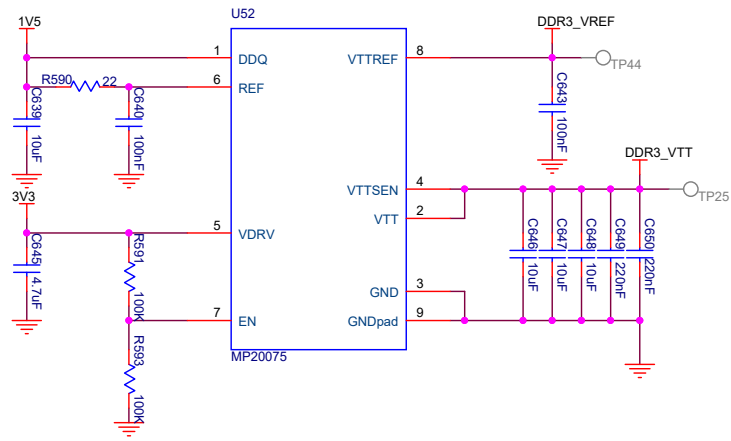 U52
1V5
DDR3_VREF
1
DDQ
VTTREF
8
TP44
R590
22
6
REF
C639
10uF
C640
100nF
C643
100nF
DDR3_VTT
3V3
VTTSEN
4
TP25
VTT
2
5
VDRV
C645
4.7uF
R591
100K
C646
10uF
C647
10uF
C648
10uF
C649
220nF
C650
220nF
GND
3
7
EN
GNDpad
9
R593
100K
MP20075